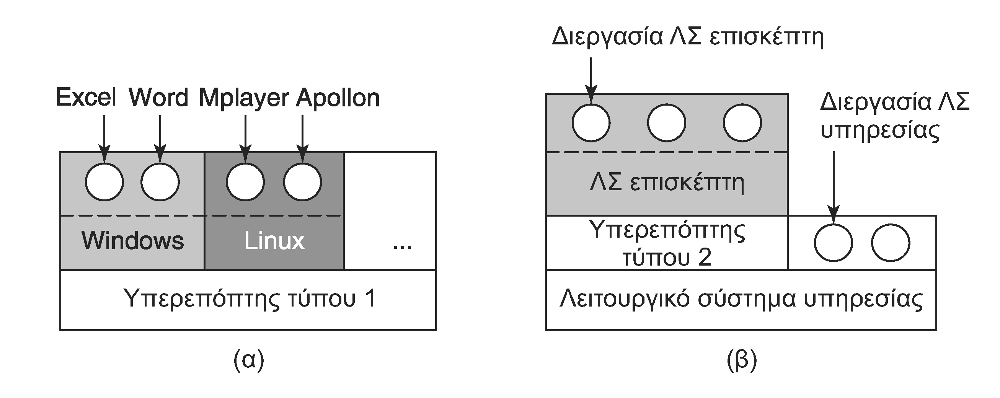 Excel Word Mplayer Apollon
Windows
Linux
...
Υπερεπόπτης τύπου 1
(α)
Διεργασία ΛΣ επισκέπτη
Διεργασία ΛΣ
υπηρεσίας
ΛΣ επισκέπτη
Υπερεπόπτης
τύπου 2
Λειτουργικό σύστημα υπηρεσίας
(β)